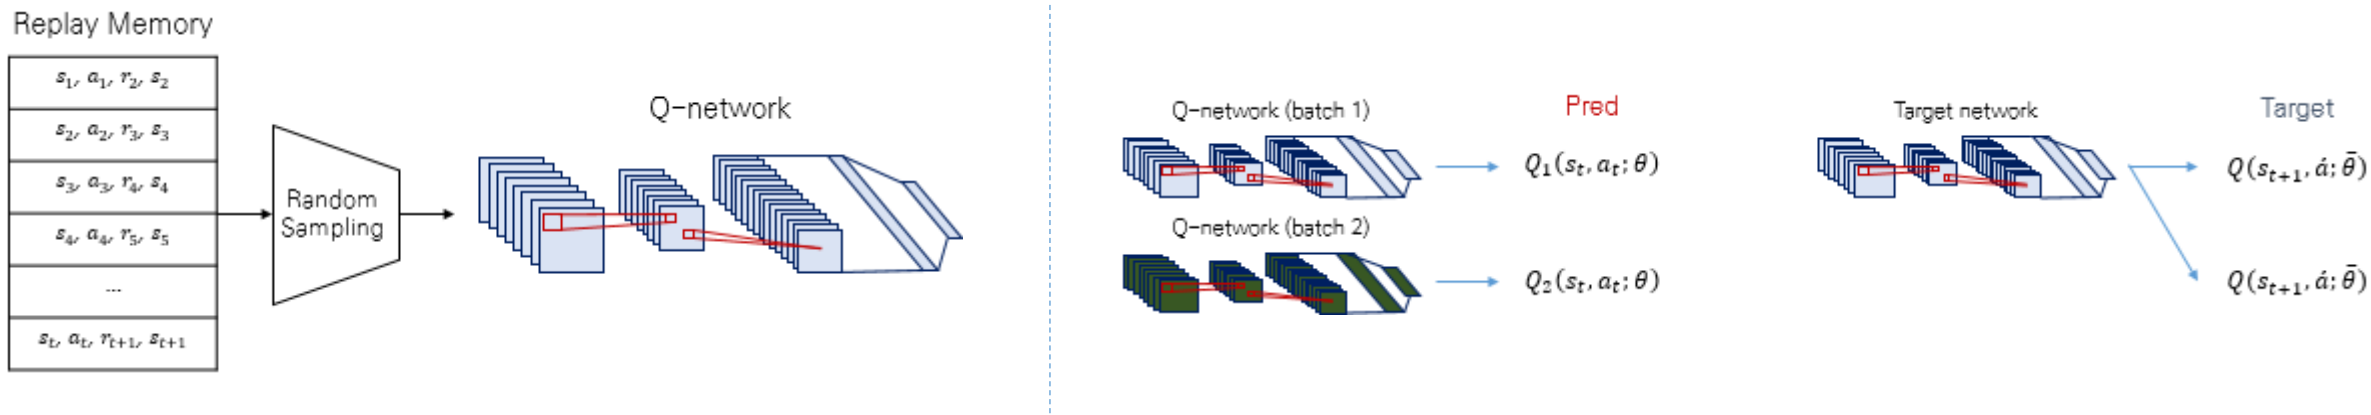 Replay Memory
s₁, a₁, r₂, s₂
s₂, a₂, r₃, s₃
s₃, a₃, r₄, s₄
s₄, a₄, r₅, s₅
...
sₜ, aₜ, rₜ₊₁, sₜ₊₁
Random
Sampling
Q-network
Q-network (batch 1)
Pred
Q₁(sₜ, aₜ; θ)
Q-network (batch 2)
Q₂(sₜ, aₜ; θ)
Target network
Target
Q(sₜ₊₁, á; θ̄)
Q(sₜ₊₁, á; θ̄)